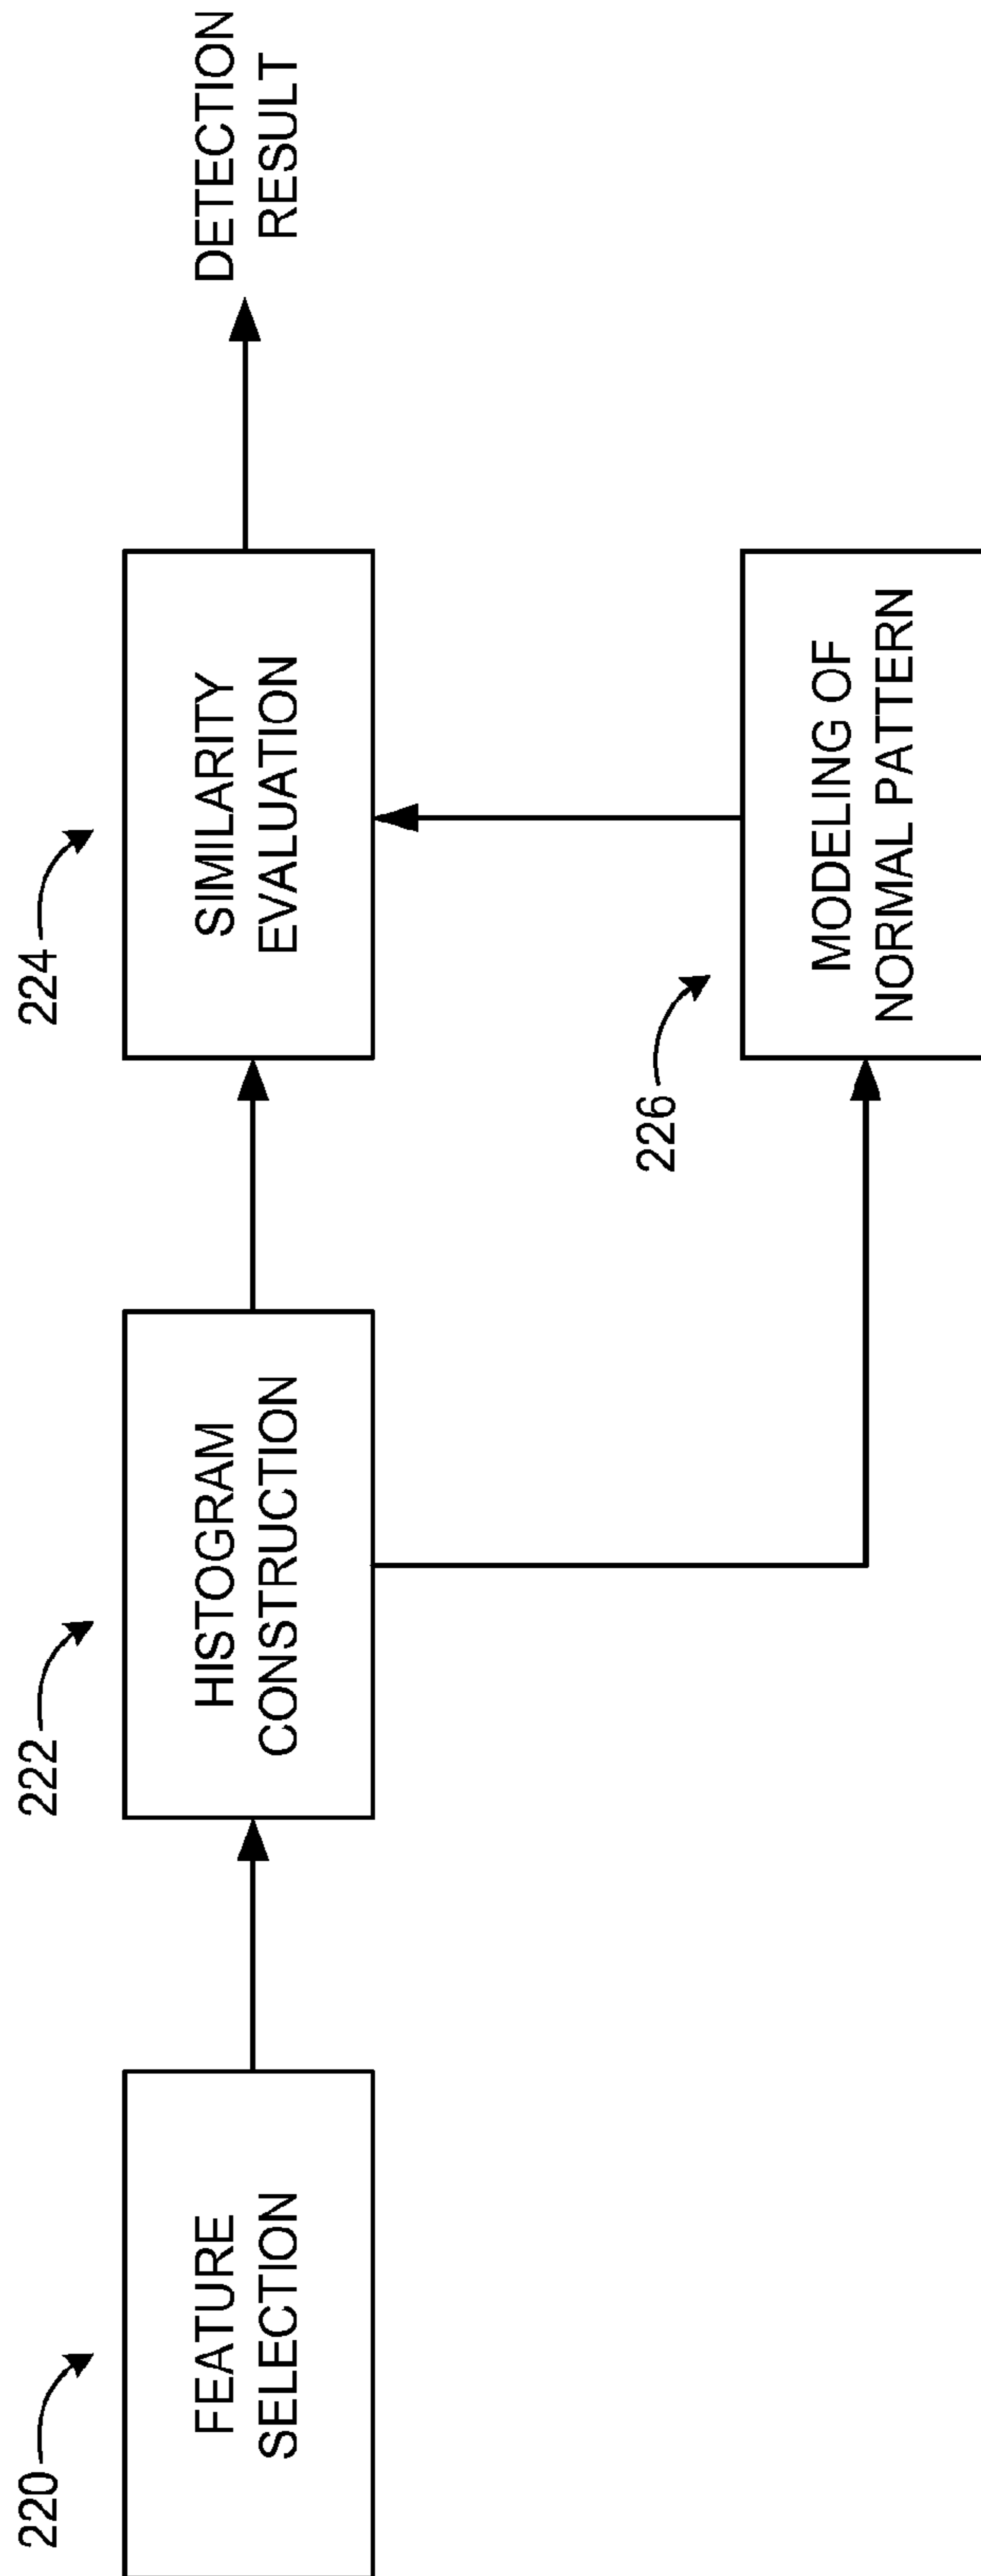 220
FEATURE
SELECTION
222
HISTOGRAM
CONSTRUCTION
224
SIMILARITY
EVALUATION
DETECTION
RESULT
226
MODELING OF
NORMAL PATTERN